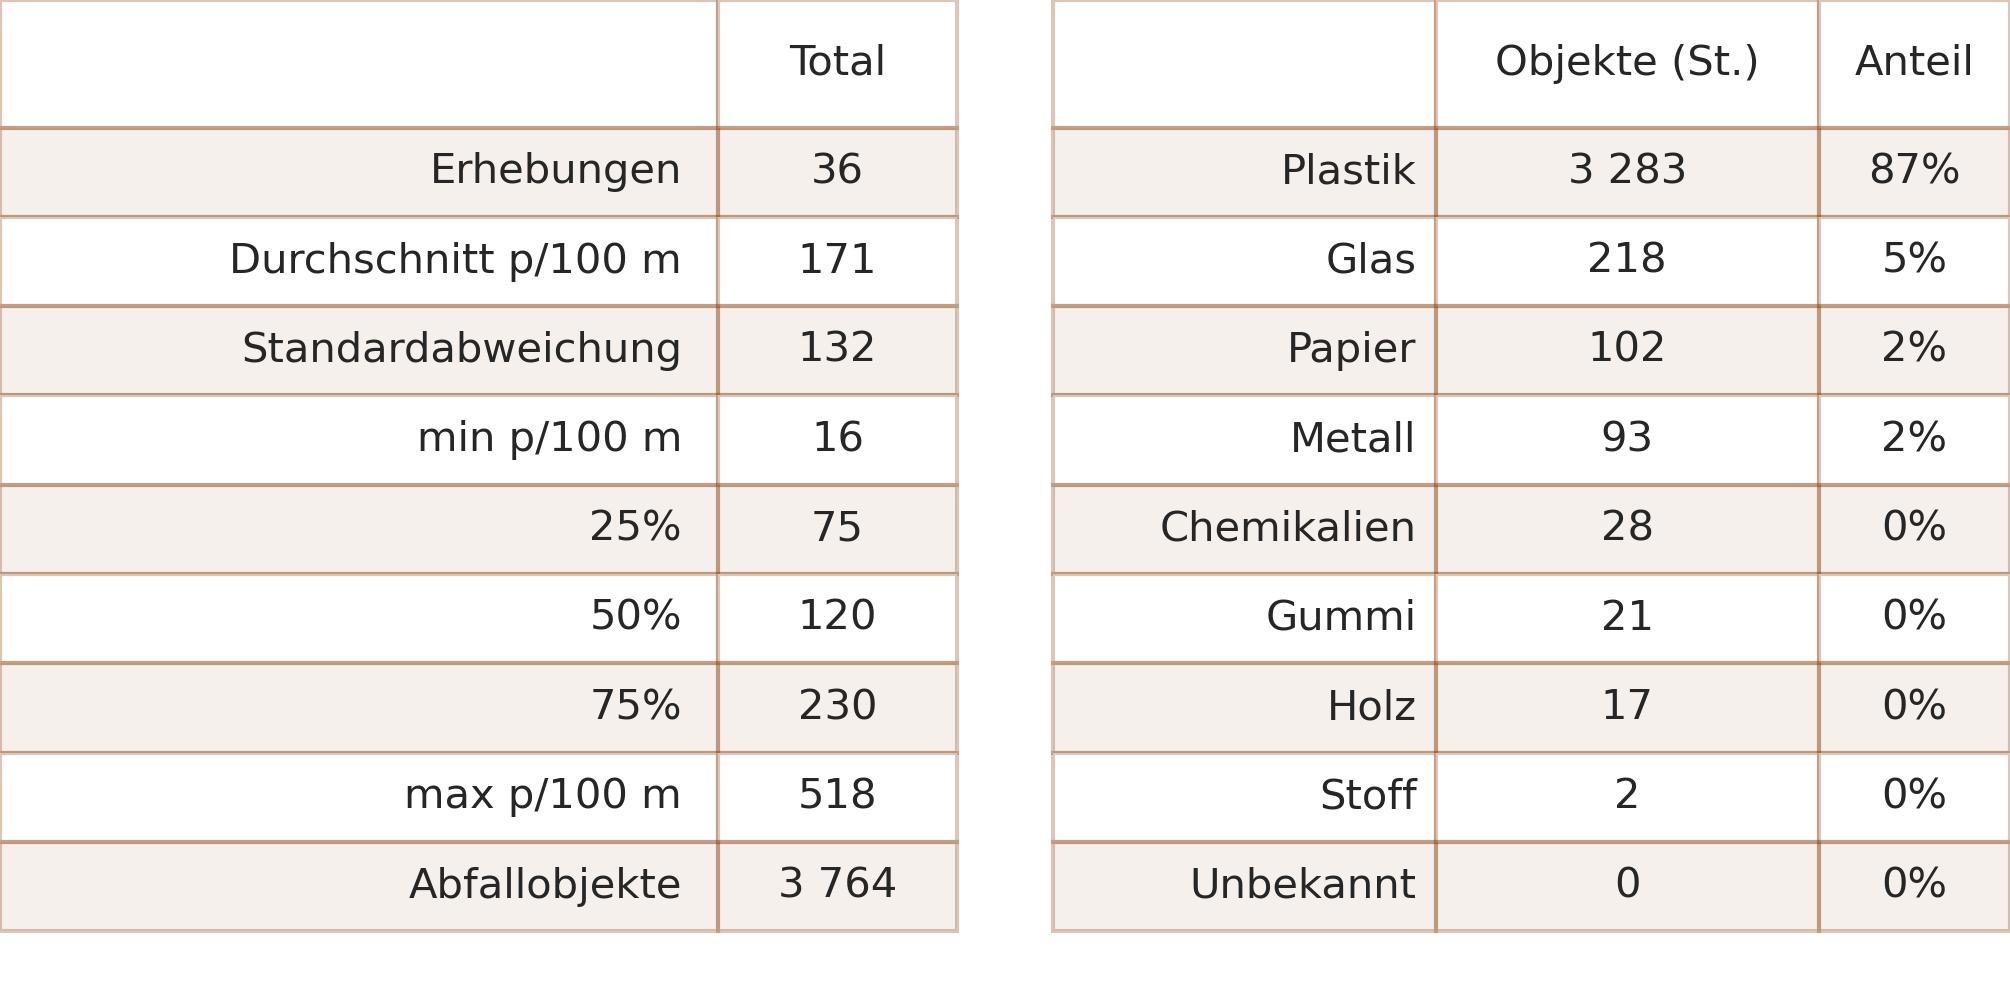 Total
Erhebungen 36
Durchschnitt p/100 m 171
Standardabweichung 132
min p/100 m 16
25% 75
50% 120
75% 230
max p/100 m 518
Abfallobjekte 3 764
Objekte (St.) Anteil
Plastik 3 283 87%
Glas 218 5%
Papier 102 2%
Metall 93 2%
Chemikalien 28 0%
Gummi 21 0%
Holz 17 0%
Stoff 2 0%
Unbekannt 0 0%